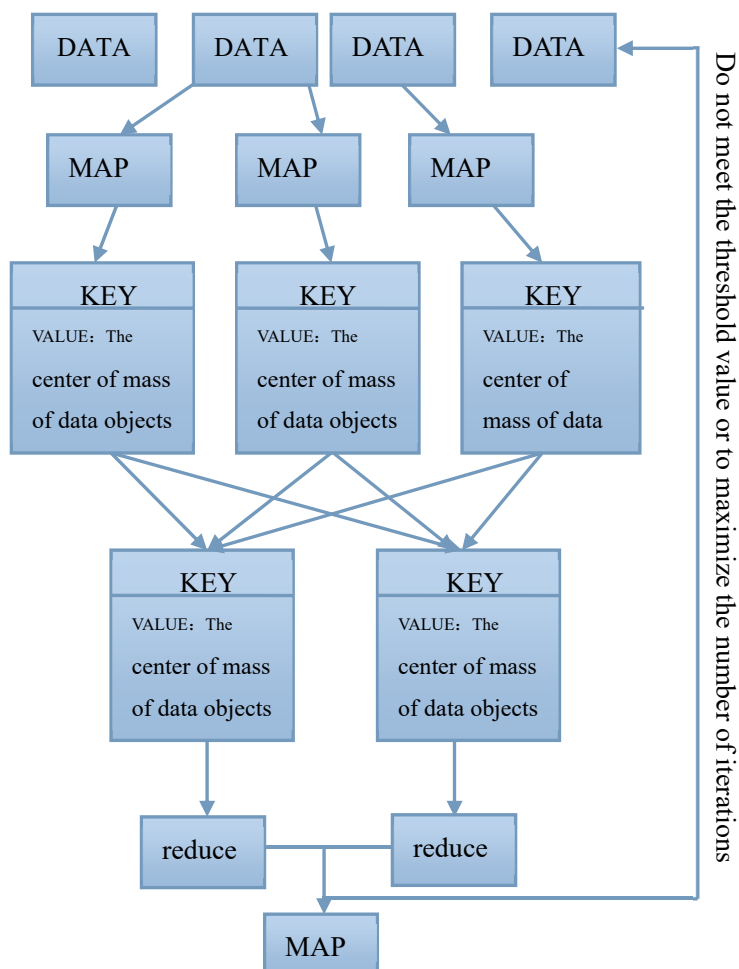 DATA
DATA
DATA
DATA
MAP
MAP
MAP
KEY
VALUE：The
center of mass
of data objects
KEY
VALUE：The
center of mass
of data objects
KEY
VALUE：The
center of
mass of data
KEY
VALUE：The
center of mass
of data objects
KEY
VALUE：The
center of mass
of data objects
reduce
reduce
MAP
Do not meet the threshold value or to maximize the number of iterations